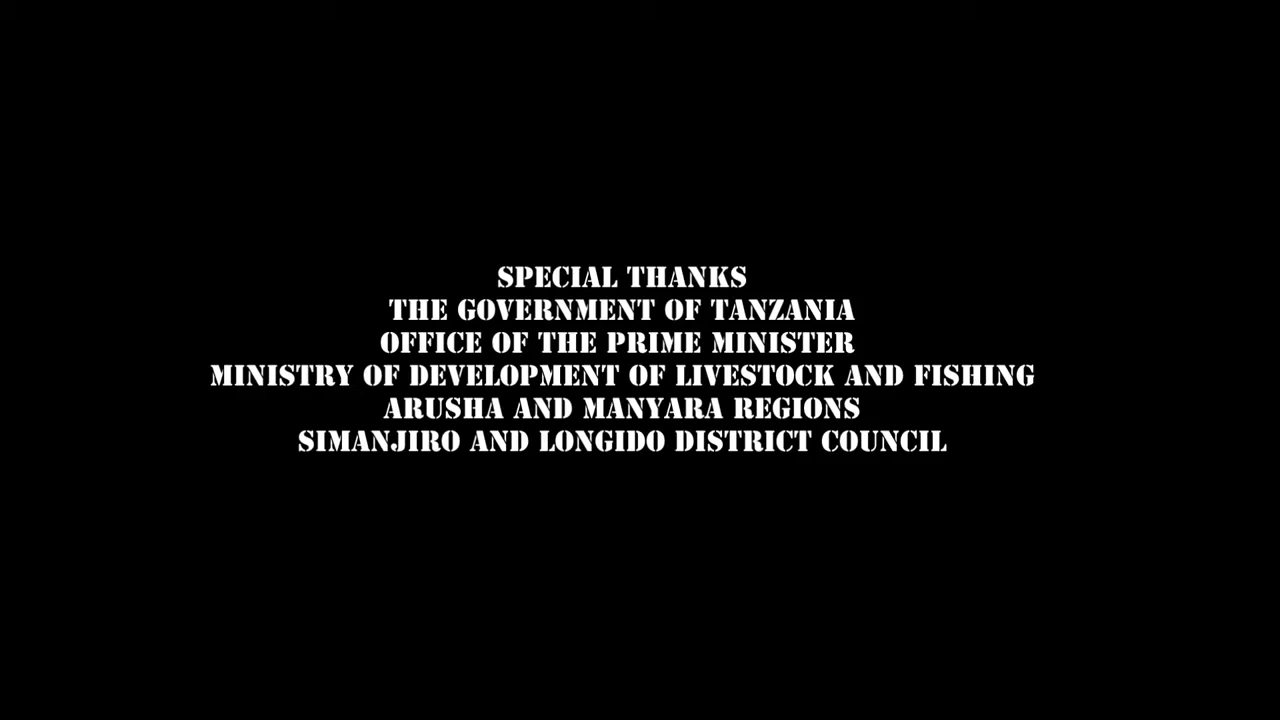 SPECIAL THANKS
THE GOVERNMENT OF TANZANIA
OFFICE OF THE PRIME MINISTER
MINISTRY OF DEVELOPMENT OF LIVESTOCK AND FISHING
ARUSHA AND MANYARA REGIONS
SIMANJIRO AND LONGIDO DISTRICT COUNCIL